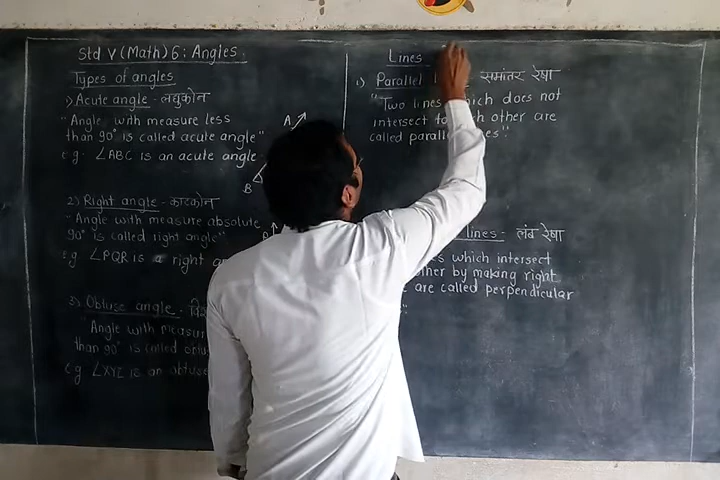 Std V (Math) 6: Angles.
Types of angles
1) Acute angle - लघुकोन
"Angle with measure less
than 90° is called acute angle"
e.g: ∠ABC is an acute angle
A
B
2) Right angle - काटकोन
"Angle with measure absolute
90° is called right angle"
e.g ∠PQR is a right
3) Obtuse angle -
Angle with
than 90° is called
e.g ∠XYZ is an obtuse
Lines
1) Parallel समांतर रेषा
"Two lines which does not
intersect to each other are
called parallel lines".
lines - लंब रेषा
which intersect
other by making right
are called perpendicular